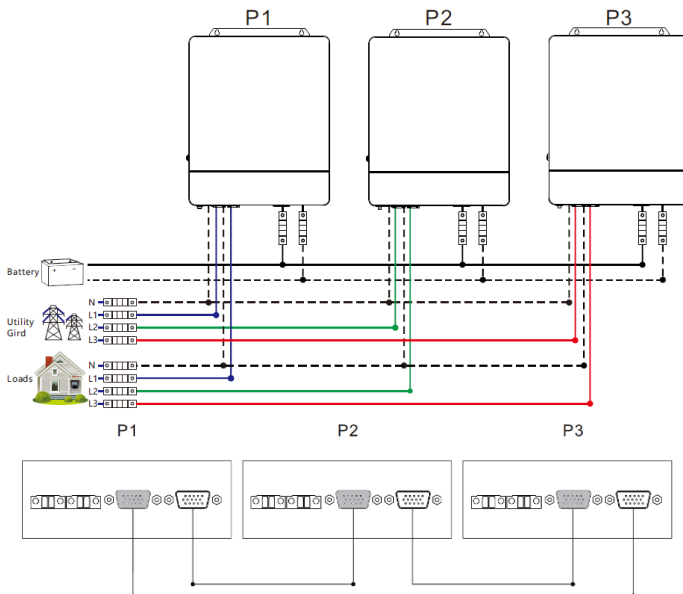 P1 P2 P3
Battery
Utility
Gird
N
L1
L2
L3
Loads
N
L1
L2
L3
P1 P2 P3